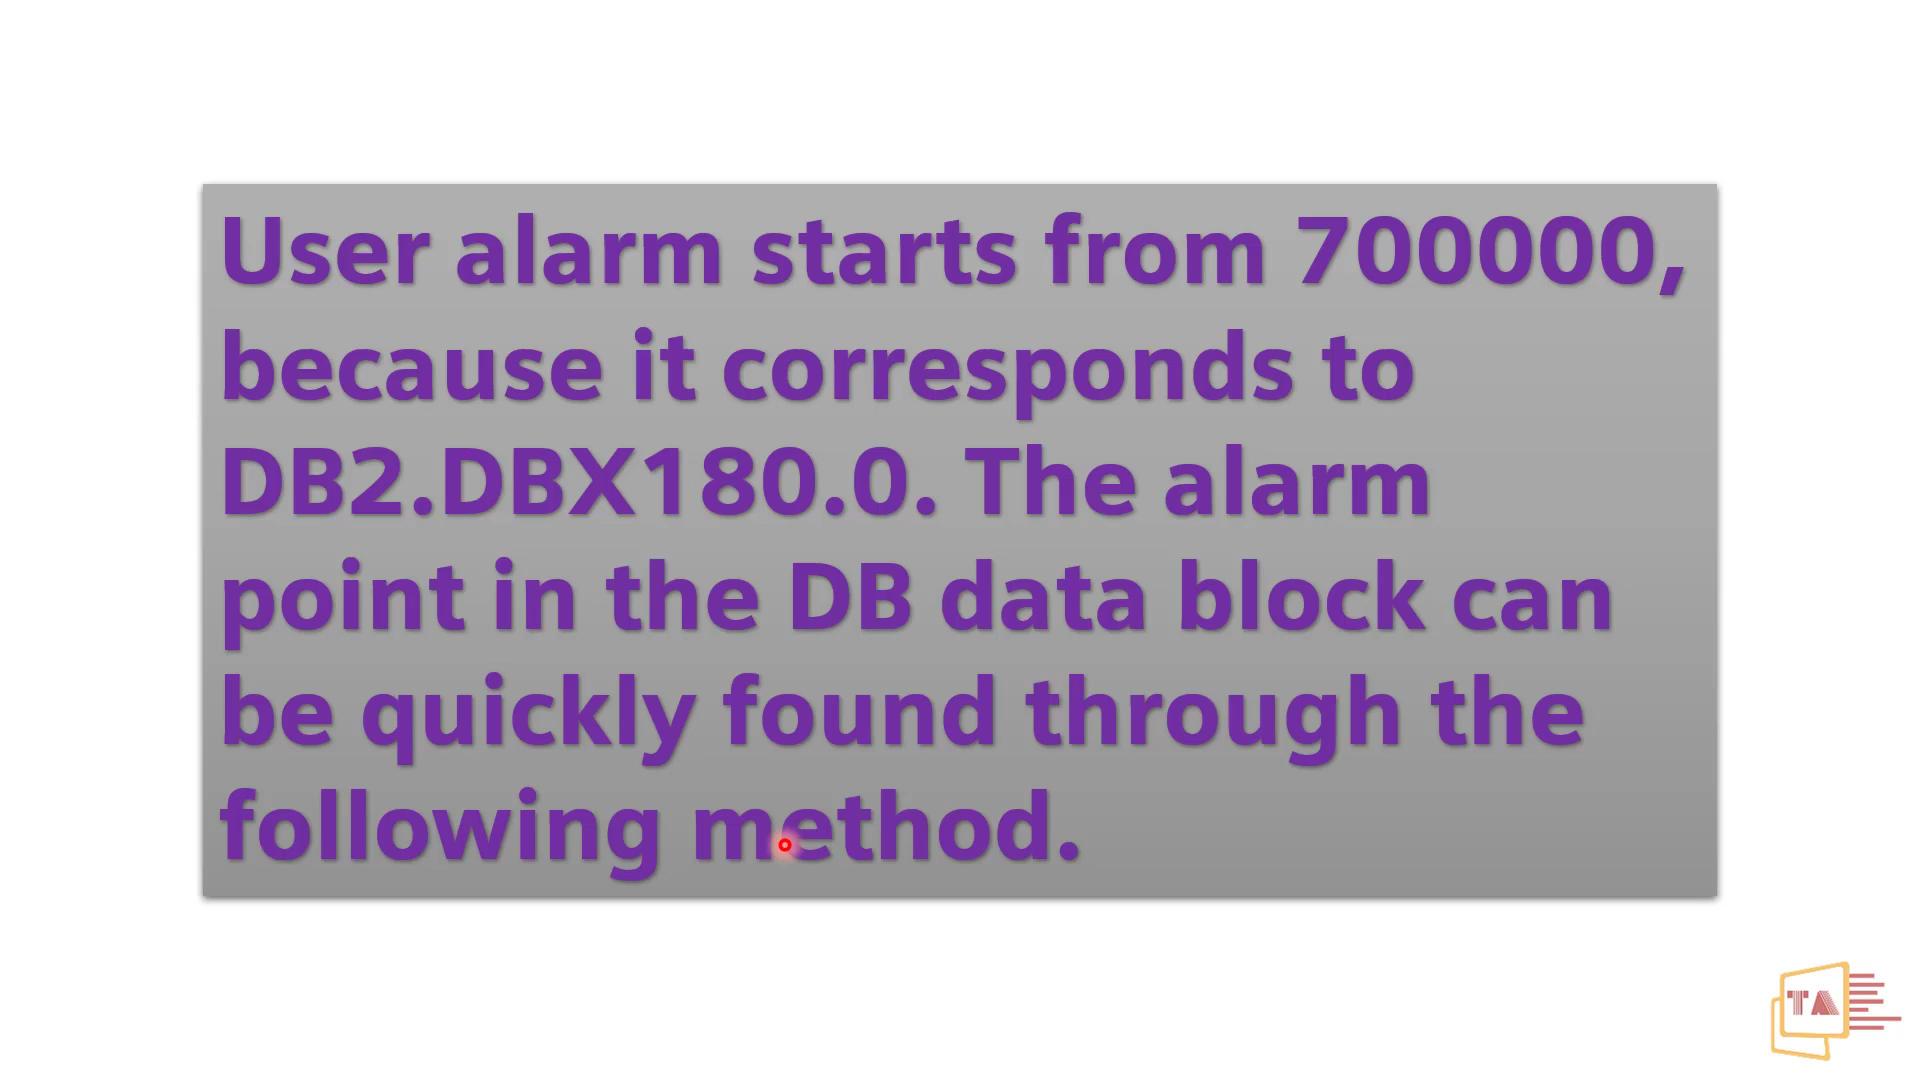 User alarm starts from 700000,
because it corresponds to
DB2.DBX180.0. The alarm
point in the DB data block can
be quickly found through the
following method.
TA